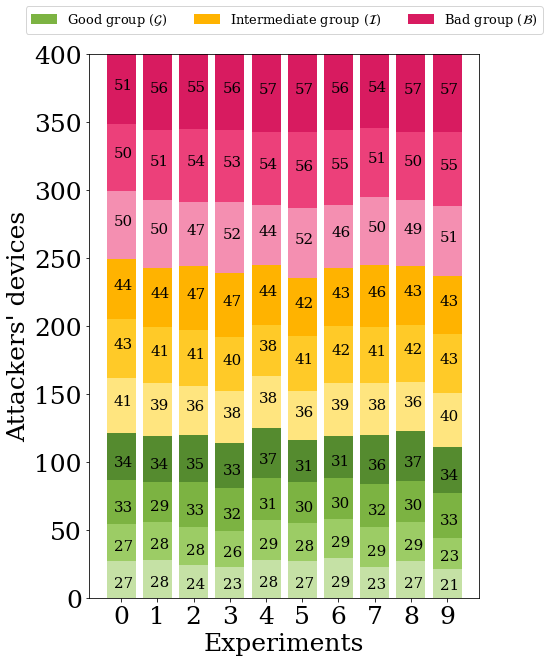 Good group (𝒢) Intermediate group (ℐ) Bad group (ℬ)
400
350
300
250
200
150
100
50
0
Attackers' devices
51 56 55 56 57 57 56 54 57 57
50 51 54 53 54 56 55 51 50 55
50 50 47 52 44 52 46 50 49 51
44 44 47 47 44 42 43 46 43 43
43 41 41 40 38 41 42 41 42 43
41 39 36 38 38 36 39 38 36 40
34 34 35 33 37 31 31 36 37 34
33 29 33 32 31 30 30 32 30 33
27 28 28 26 29 28 29 29 29 23
27 28 24 23 28 27 29 23 27 21
0 1 2 3 4 5 6 7 8 9
Experiments